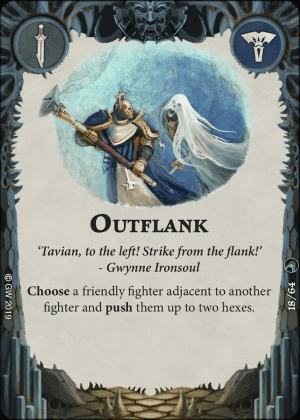 OUTFLANK
‘Tavian, to the left! Strike from the flank!’
- Gwynne Ironsoul
Choose a friendly fighter adjacent to another
fighter and push them up to two hexes.
© GW 2019
18/64